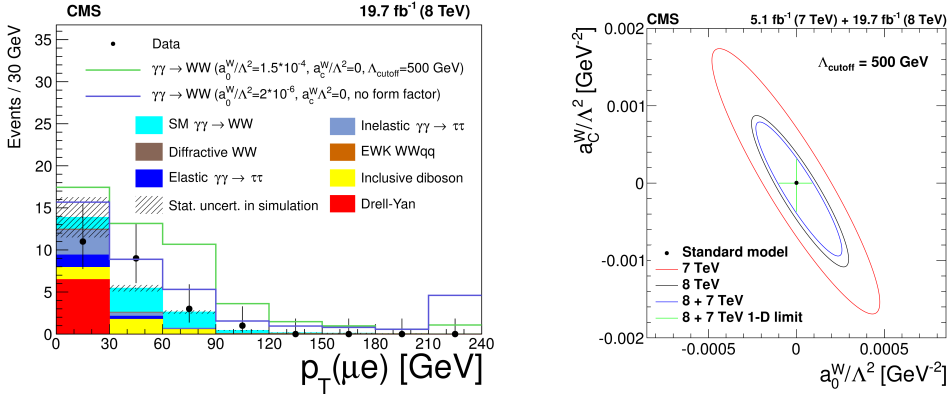 CMS 19.7 fb⁻¹ (8 TeV)
Events / 30 GeV
35
30
25
20
15
10
5
0
Data
γγ → WW (a₀ᵂ/Λ²=1.5*10⁻⁴, a_cᵂ/Λ²=0, Λcutoff=500 GeV)
γγ → WW (a₀ᵂ/Λ²=2*10⁻⁶, a_cᵂΛ²=0, no form factor)
SM γγ → WW Inelastic γγ → ττ
Diffractive WW EWK WWqq
Elastic γγ → ττ Inclusive diboson
Stat. uncert. in simulation Drell-Yan
0 30 60 90 120 135 150 180 210 225 240
p_T(μe) [GeV]
CMS 5.1 fb⁻¹ (7 TeV) + 19.7 fb⁻¹ (8 TeV)
a_Cᵂ/Λ² [GeV⁻²]
0.002
0.001
0
-0.001
-0.002
Λcutoff = 500 GeV
Standard model
7 TeV
8 TeV
8 + 7 TeV
8 + 7 TeV 1-D limit
-0.0005 0 0.0005
a₀ᵂ/Λ² [GeV⁻²]